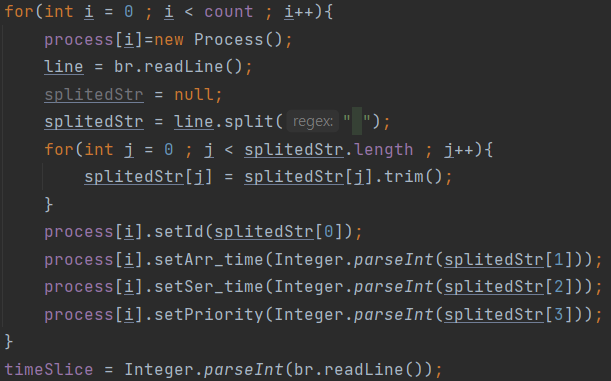 for(int i = 0 ; i < count ; i++){
    process[i]=new Process();
    line = br.readLine();
    splitedStr = null;
    splitedStr = line.split( regex: " ");
    for(int j = 0 ; j < splitedStr.length ; j++){
        splitedStr[j] = splitedStr[j].trim();
    }
    process[i].setId(splitedStr[0]);
    process[i].setArr_time(Integer.parseInt(splitedStr[1]));
    process[i].setSer_time(Integer.parseInt(splitedStr[2]));
    process[i].setPriority(Integer.parseInt(splitedStr[3]));
}
timeSlice = Integer.parseInt(br.readLine());